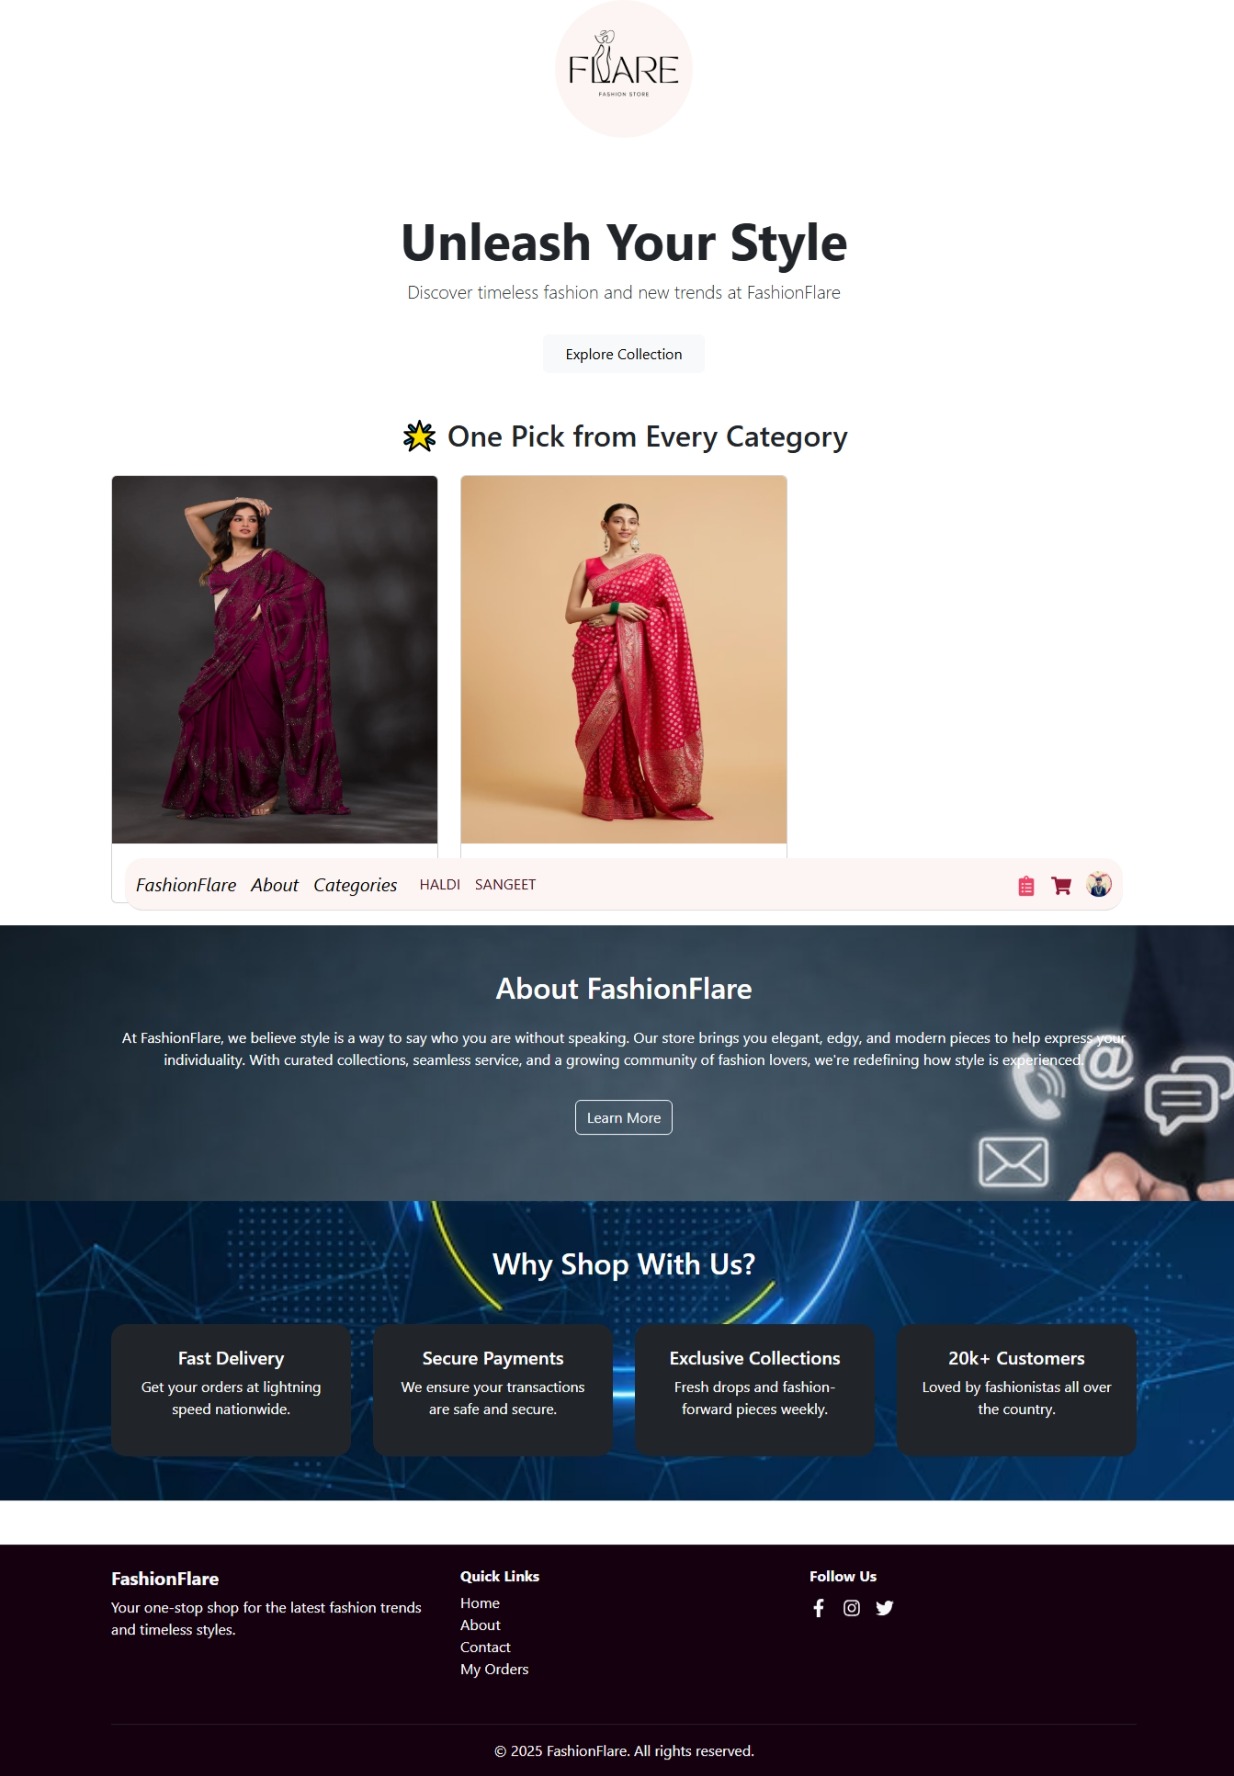 FLARE
FASHION STORE
Unleash Your Style
Discover timeless fashion and new trends at FashionFlare
Explore Collection
One Pick from Every Category
FashionFlare About Categories HALDI SANGEET
About FashionFlare
At FashionFlare, we believe style is a way to say who you are without speaking. Our store brings you elegant, edgy, and modern pieces to help express your
individuality. With curated collections, seamless service, and a growing community of fashion lovers, we're redefining how style is experienced.
@
Learn More
Why Shop With Us?
Fast Delivery
Get your orders at lightning
speed nationwide.
Secure Payments
We ensure your transactions
are safe and secure.
Exclusive Collections
Fresh drops and fashion-
forward pieces weekly.
20k+ Customers
Loved by fashionistas all over
the country.
FashionFlare
Your one-stop shop for the latest fashion trends
and timeless styles.
Quick Links
Home
About
Contact
My Orders
Follow Us
© 2025 FashionFlare. All rights reserved.